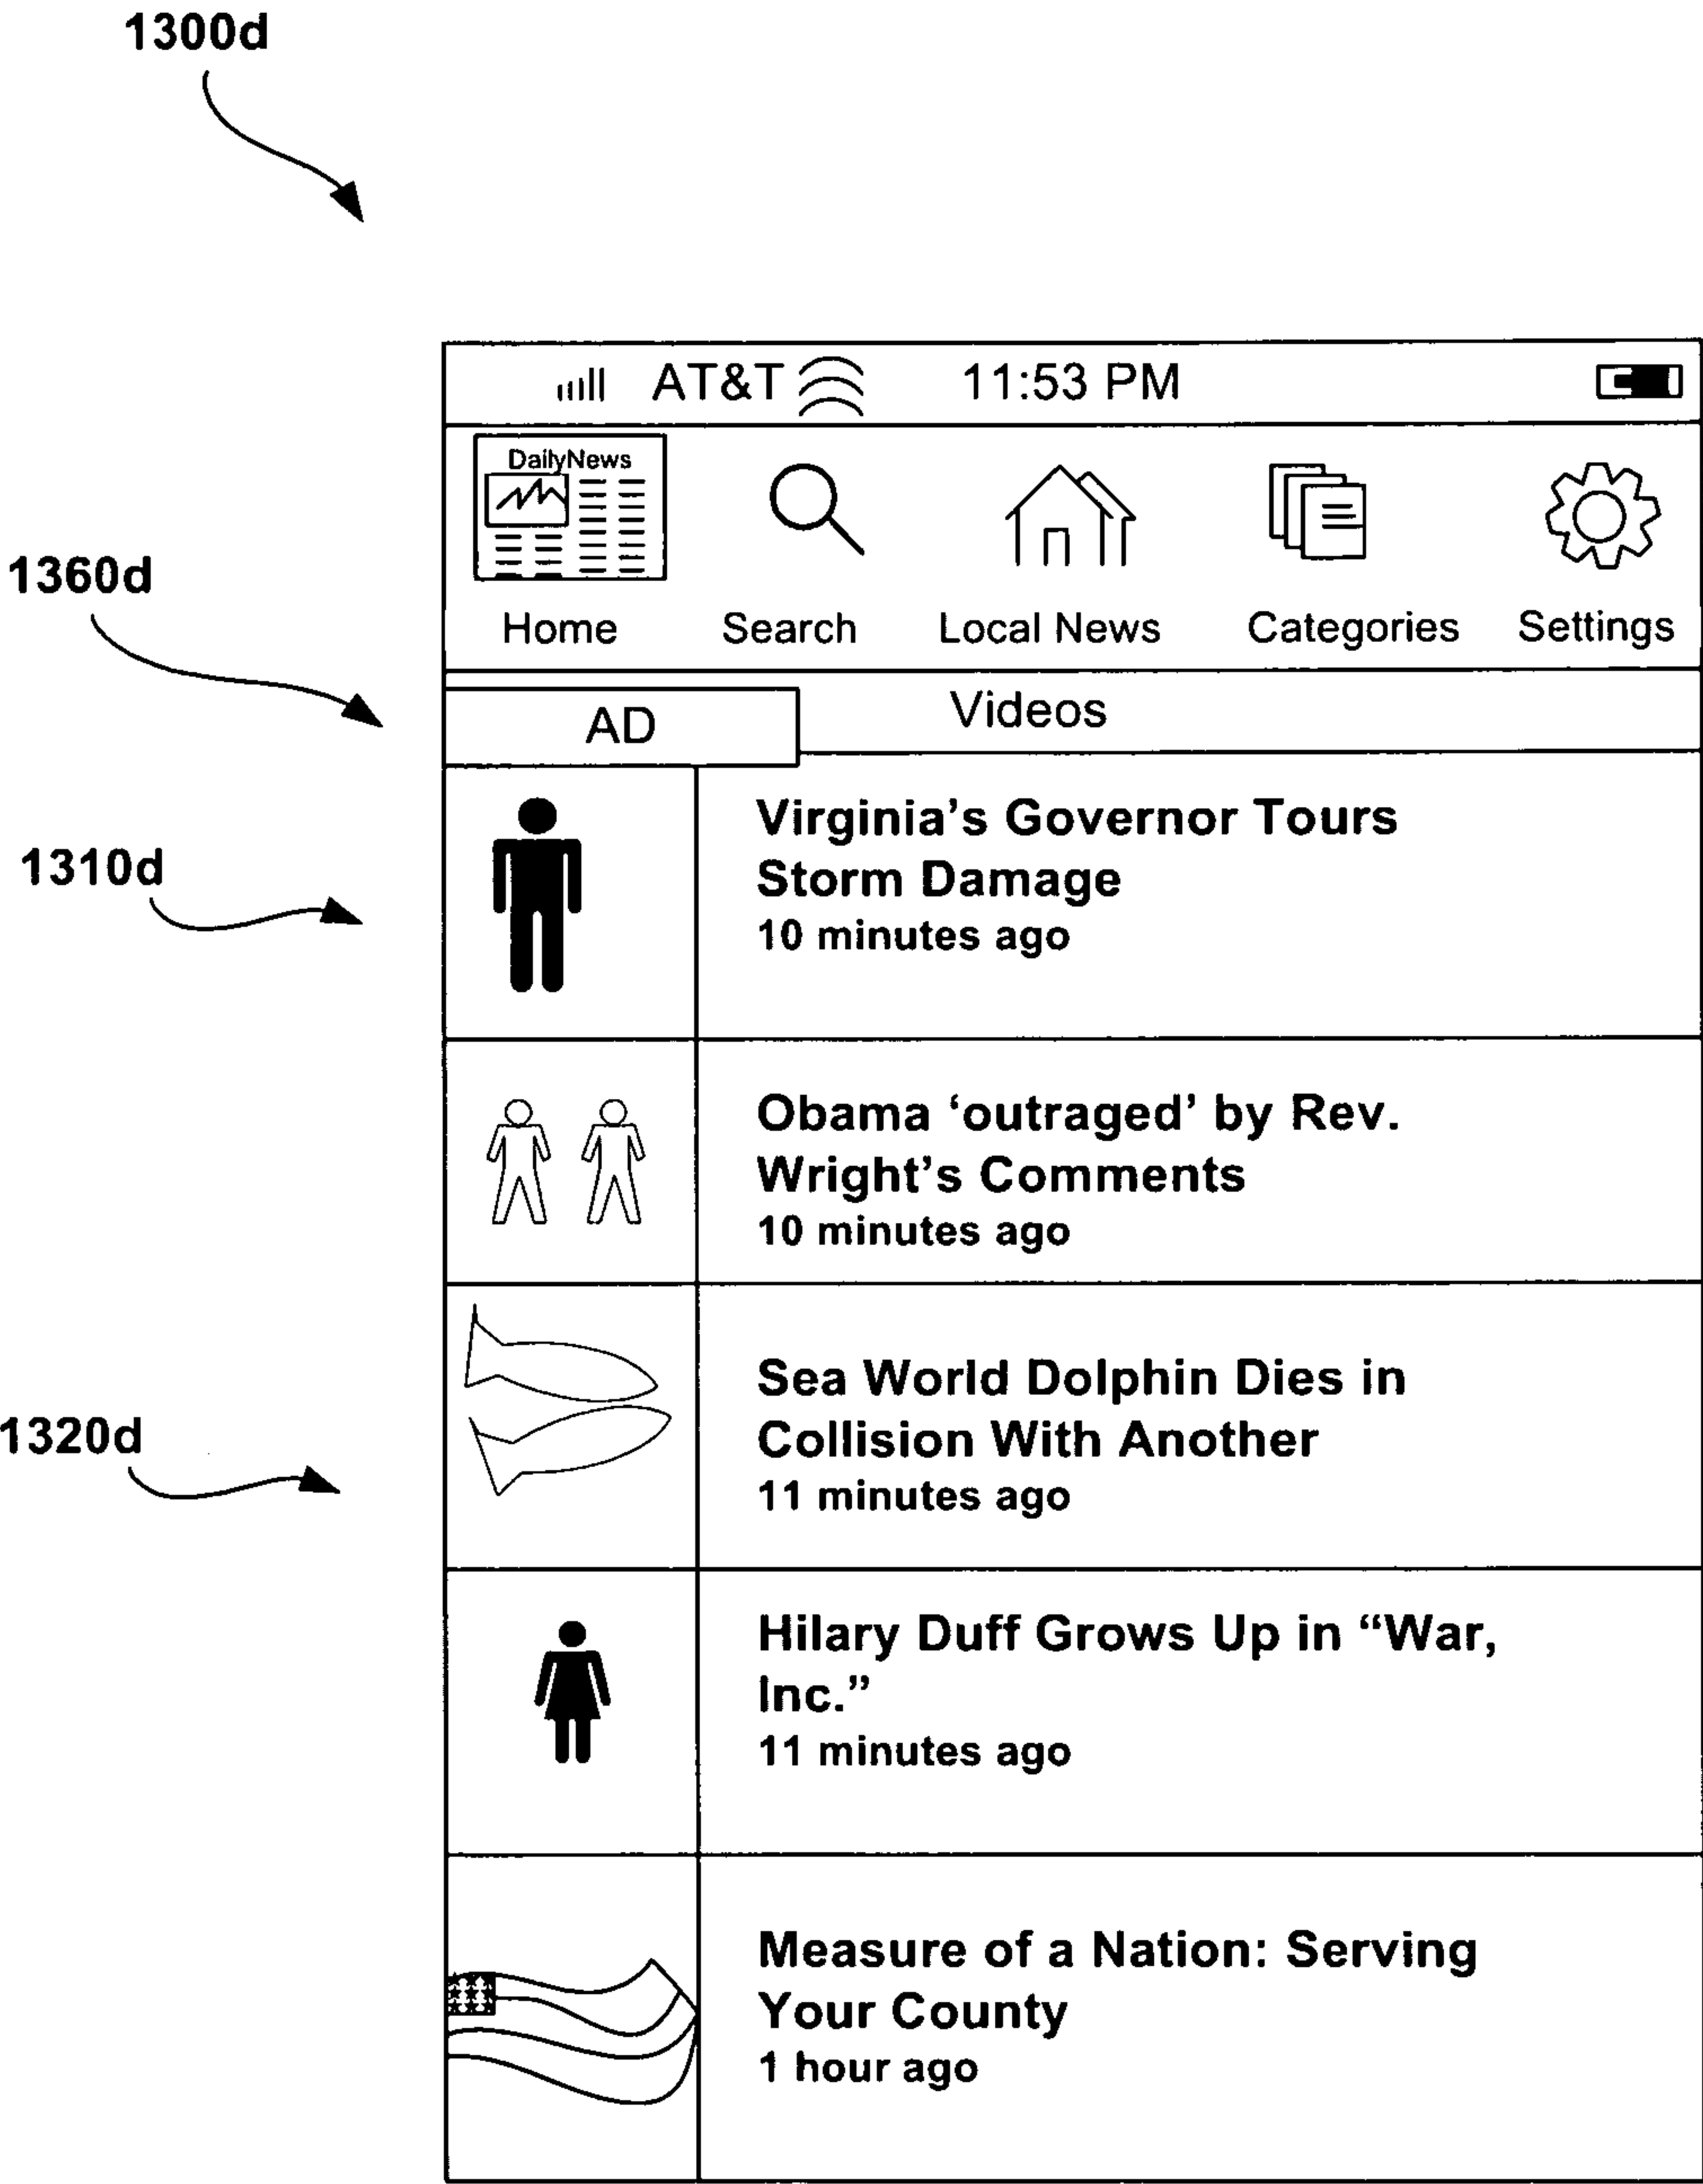 1300d
AT&T 11:53 PM
DailyNews
1360d
Home Search Local News Categories Settings
AD Videos
Virginia's Governor Tours
1310d
Storm Damage
10 minutes ago
Obama ‘outraged’ by Rev.
Wright's Comments
10 minutes ago
Sea World Dolphin Dies in
1320d
Collision With Another
11 minutes ago
Hilary Duff Grows Up in “War,
Inc.”
11 minutes ago
Measure of a Nation: Serving
Your County
1 hour ago